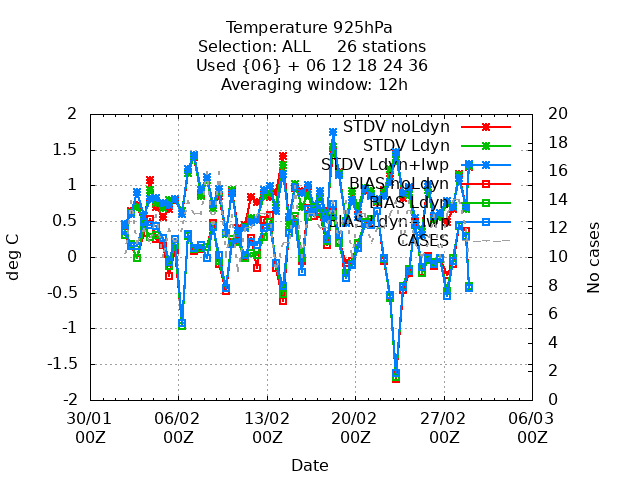 Temperature 925hPa
Selection: ALL 26 stations
Used {06} + 06 12 18 24 36
Averaging window: 12h
STDV noLdyn
STDV Ldyn
STDV Ldyn+lwp
BIAS noLdyn
BIAS Ldyn
BIAS Ldyn+lwp
CASES
deg C
2
1.5
1
0.5
0
-0.5
-1
-1.5
-2
No cases
20
18
16
14
12
10
8
6
4
2
0
30/01 06/02 13/02 20/02 27/02 06/03
00Z 00Z 00Z 00Z 00Z 00Z
Date